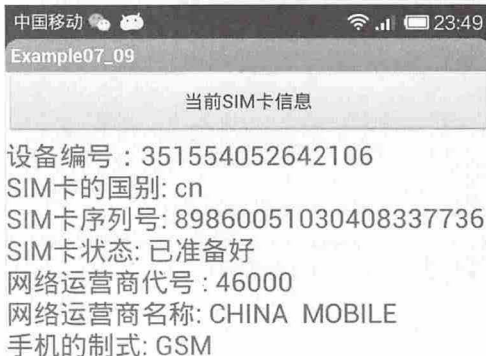 中国移动 23:49
Example07_09
当前SIM卡信息
设备编号：351554052642106
SIM卡的国别: cn
SIM卡序列号: 89860051030408337736
SIM卡状态: 已准备好
网络运营商代号 : 46000
网络运营商名称: CHINA MOBILE
手机的制式: GSM